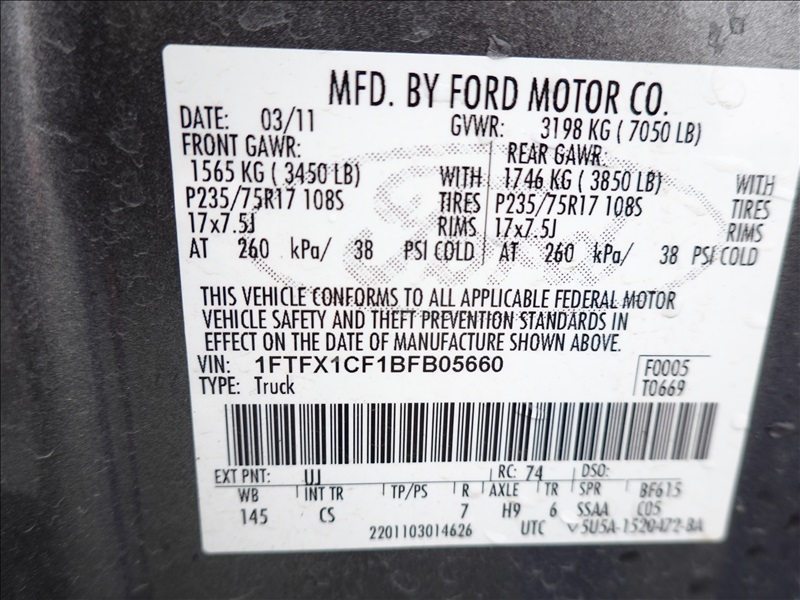 MFD. BY FORD MOTOR CO.
DATE: 03/11 GVWR: 3198 KG ( 7050 LB)
FRONT GAWR: REAR GAWR:
1565 KG ( 3450 LB) WITH 1746 KG ( 3850 LB) WITH
P235/75R17 108S TIRES P235/75R17 108S TIRES
17x7.5J RIMS 17x7.5J RIMS
AT 260 kPa/ 38 PSI COLD AT 260 kPa/ 38 PSI COLD
THIS VEHICLE CONFORMS TO ALL APPLICABLE FEDERAL MOTOR
VEHICLE SAFETY AND THEFT PREVENTION STANDARDS IN
EFFECT ON THE DATE OF MANUFACTURE SHOWN ABOVE.
VIN: 1FTFX1CF1BFB05660 F0005
TYPE: Truck T0669
EXT PNT: UJ RC: 74 DSO:
WB INT TR TP/PS R AXLE TR SPR BF615
145 CS 7 H9 6 SSAA C05
2201103014626 UTC 5U5A-1520472-BA